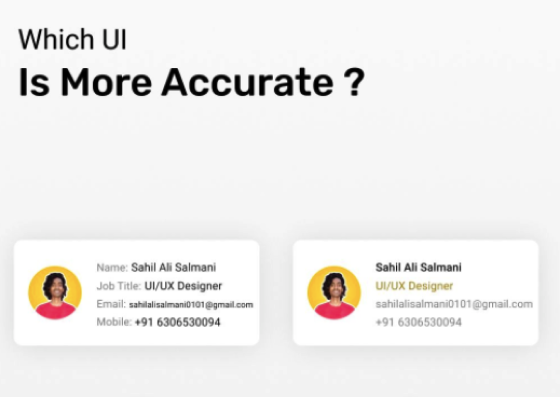 Which UI
Is More Accurate ?
Name: Sahil Ali Salmani
Job Title: UI/UX Designer
Email: sahilalisalmani0101@gmail.com
Mobile: +91 6306530094
Sahil Ali Salmani
UI/UX Designer
sahilalisalmani0101@gmail.com
+91 6306530094